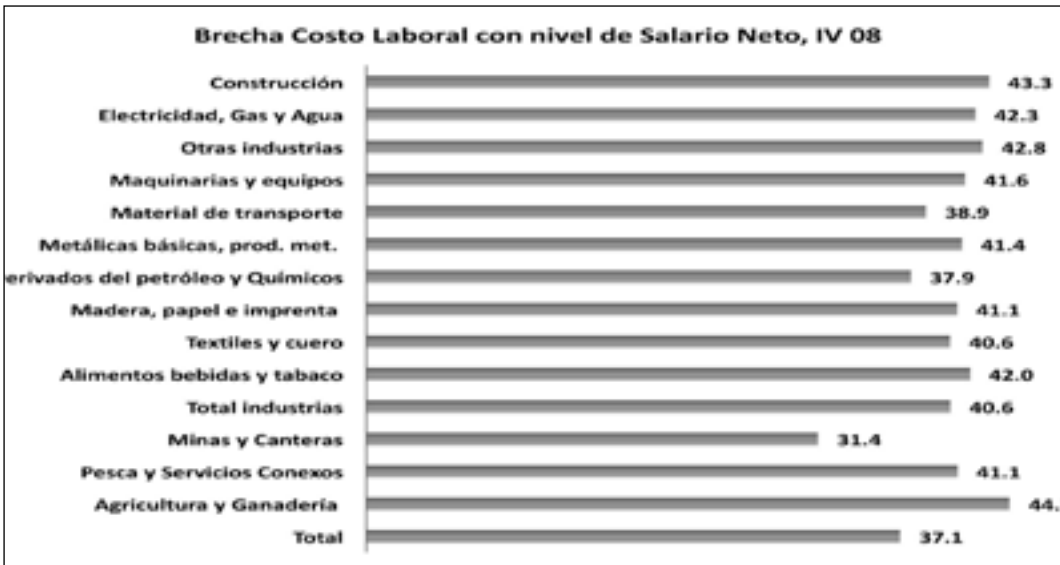 Brecha Costo Laboral con nivel de Salario Neto, IV 08
Construcción 43.3
Electricidad, Gas y Agua 42.3
Otras industrias 42.8
Maquinarias y equipos 41.6
Material de transporte 38.9
Metálicas básicas, prod. met. 41.4
erivados del petróleo y Químicos 37.9
Madera, papel e imprenta 41.1
Textiles y cuero 40.6
Alimentos bebidas y tabaco 42.0
Total industrias 40.6
Minas y Canteras 31.4
Pesca y Servicios Conexos 41.1
Agricultura y Ganadería 44.
Total 37.1